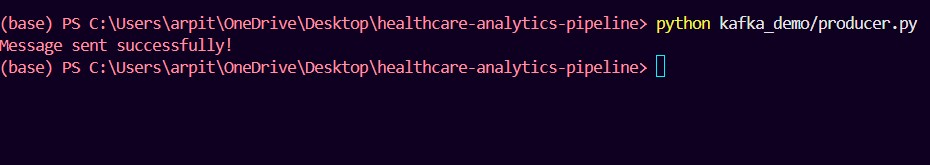 (base) PS C:\Users\arpit\OneDrive\Desktop\healthcare-analytics-pipeline> python kafka_demo/producer.py
Message sent successfully!
(base) PS C:\Users\arpit\OneDrive\Desktop\healthcare-analytics-pipeline>